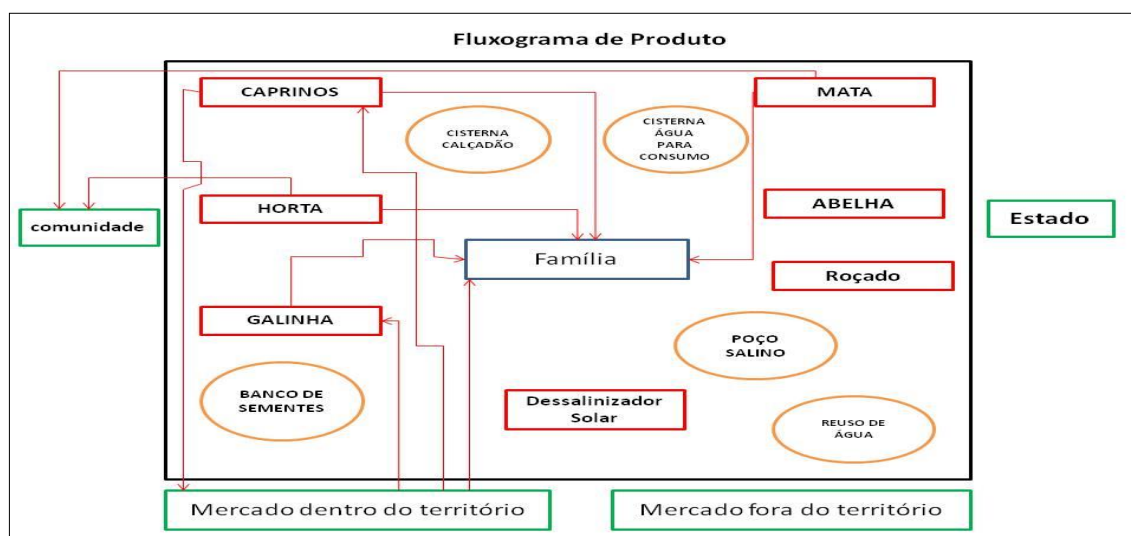 Fluxograma de Produto
CAPRINOS
MATA
CISTERNA
CALÇADÃO
CISTERNA
ÁGUA
PARA
CONSUMO
HORTA
ABELHA
comunidade
Estado
Família
Roçado
GALINHA
POÇO
SALINO
BANCO DE
SEMENTES
Dessalinizador
Solar
REUSO DE
ÁGUA
Mercado dentro do território
Mercado fora do território